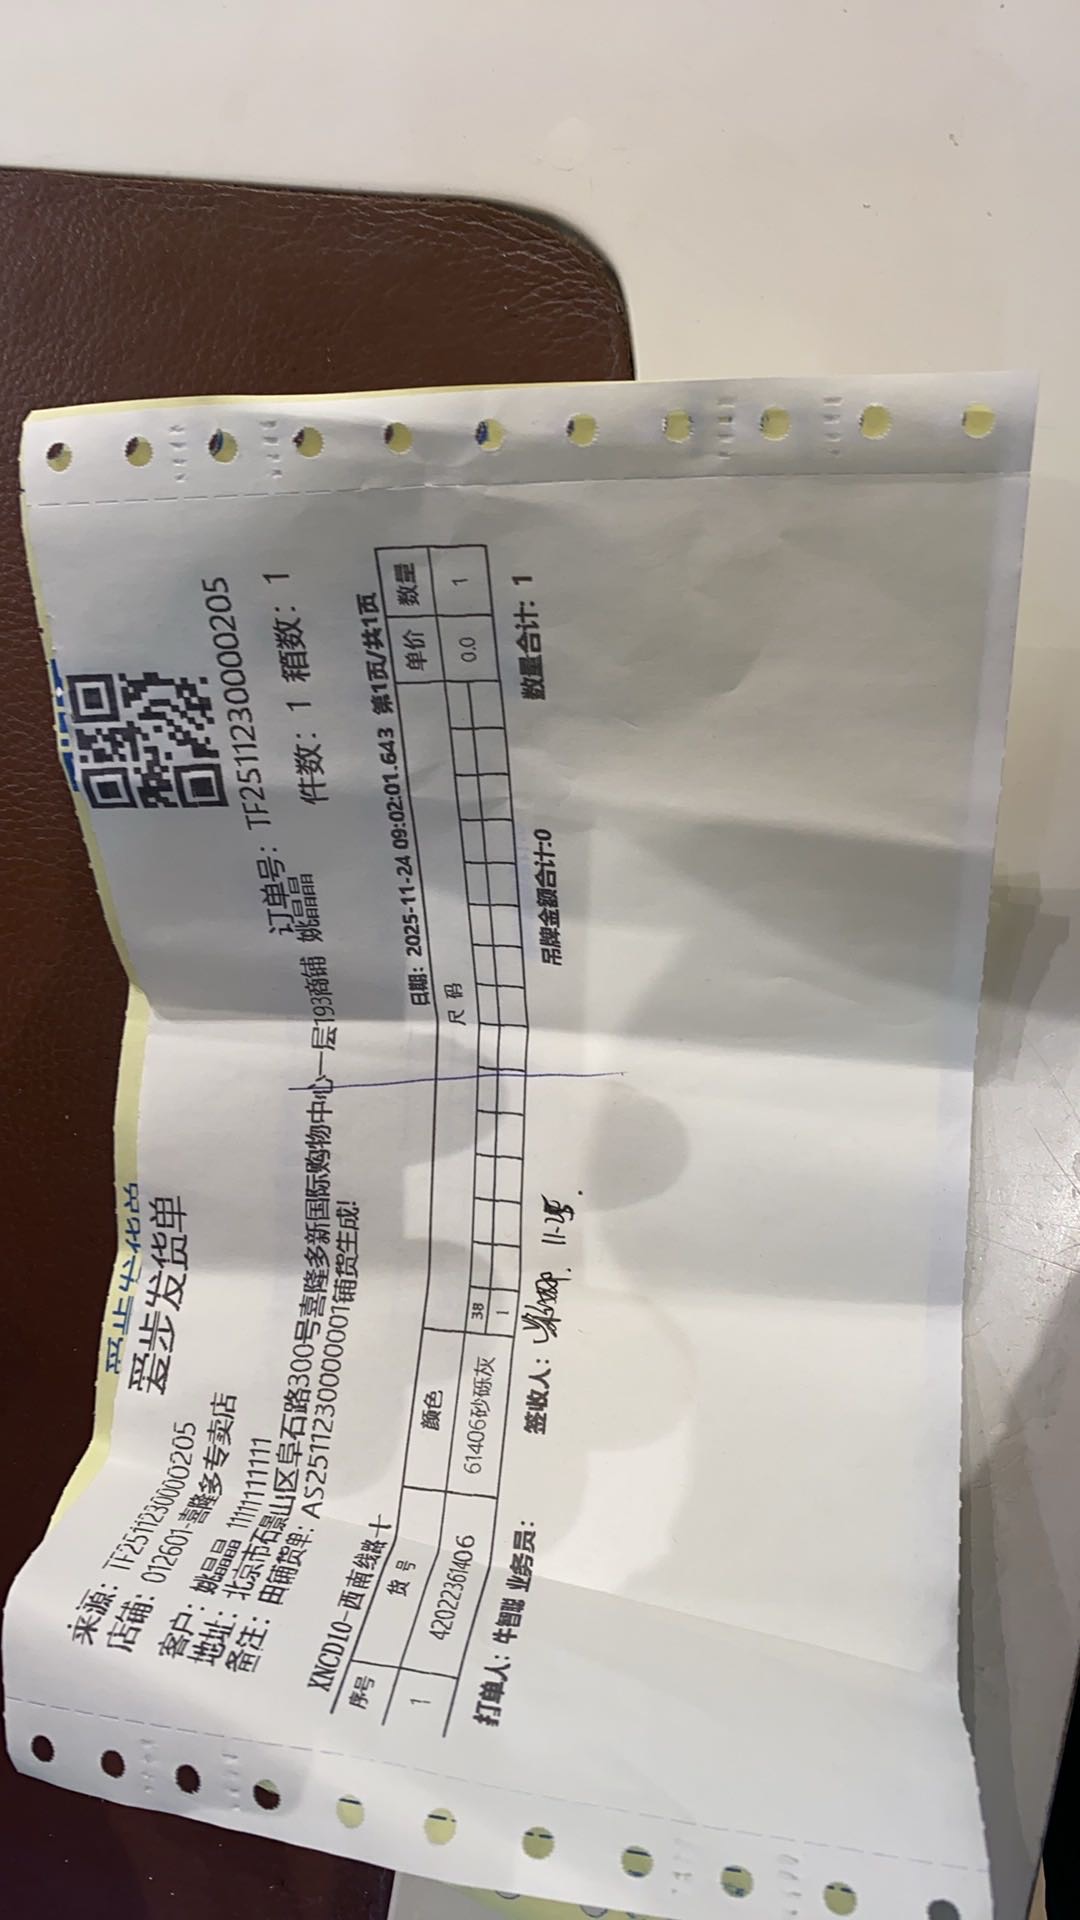 爱步发货单
来源：TF2511230000205
店铺：012601-喜隆多专卖店
订单号：TF2511230000205
客户：姚晶晶 11111111111
地址：北京市石景山区阜石路300号喜隆多新国际购物中心一层193商铺 姚晶晶
件数：1 箱数：1
备注：由铺货单：AS251123000001铺货生成!
XNCD10-西南线路十
日期：2025-11-24 09:02:01.643 第1页/共1页
序号 货号 颜色 尺码 单价 数量
38
1 42022361406 61406砂砾灰 1 0.0 1
打单人：牛智聪 业务员： 签收人： 11-25. 吊牌金额合计:0 数量合计：1